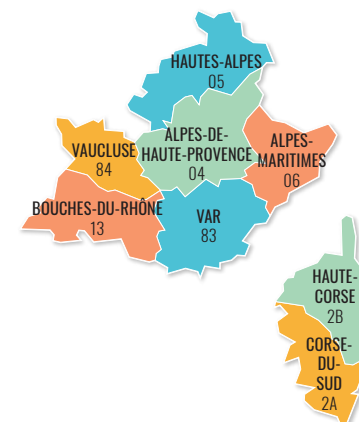 HAUTES-ALPES
05
ALPES-DE-
HAUTE-PROVENCE
04
ALPES-
MARITIMES
06
VAUCLUSE
84
BOUCHES-DU-RHÔNE
13
VAR
83
HAUTE-
CORSE
2B
CORSE-
DU-
SUD
2A